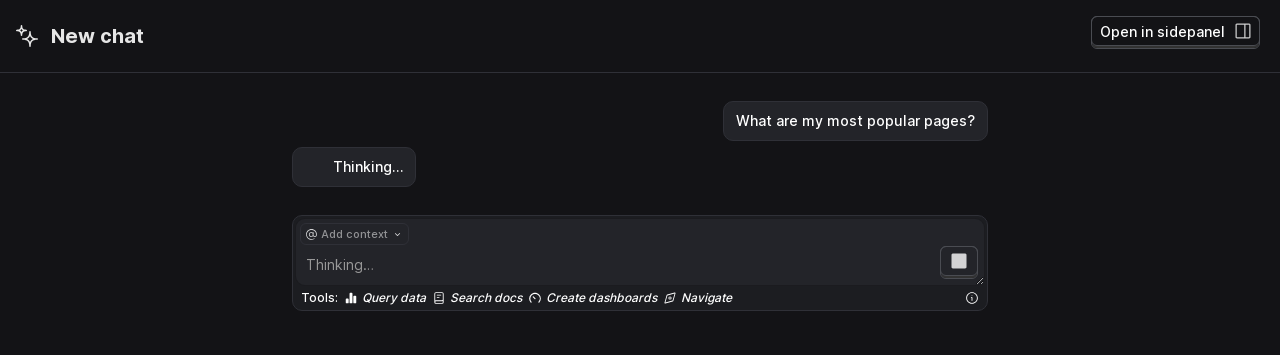 New chat
Open in sidepanel
What are my most popular pages?
Thinking...
@ Add context
Thinking...
Tools: Query data Search docs Create dashboards Navigate